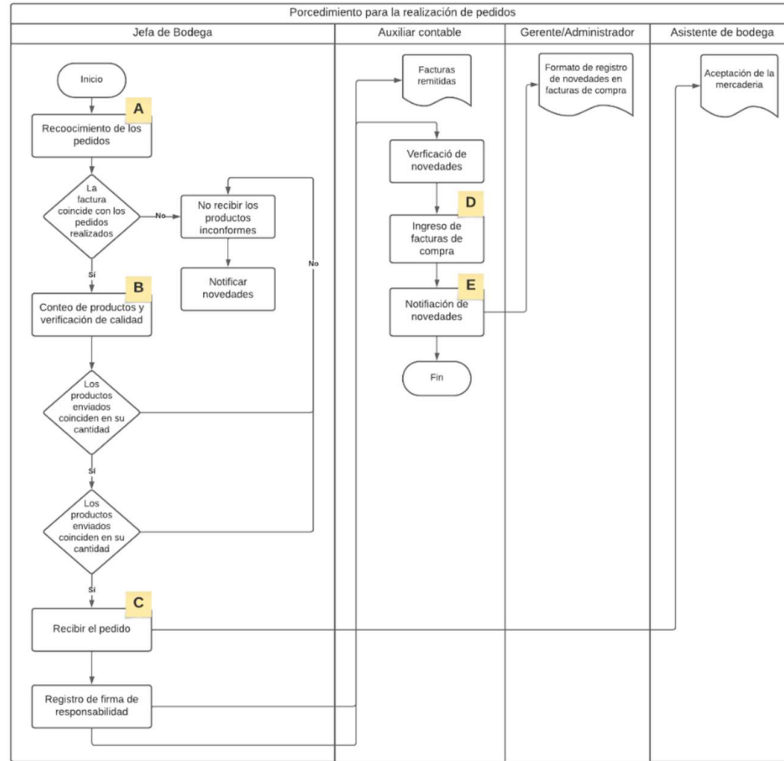 Porcedimiento para la realización de pedidos
Jefa de Bodega
Auxiliar contable
Gerente/Administrador
Asistente de bodega
Inicio
A
Recoocimiento de los
pedidos
La
factura
coincide con los
pedidos
realizados
No
No recibir los
productos
inconformes
Notificar
novedades
No
Sí
B
Conteo de productos y
verificación de calidad
Los
productos
enviados
coinciden en su
cantidad
Sí
Los
productos
enviados
coinciden en su
cantidad
Sí
C
Recibir el pedido
Registro de firma de
responsabilidad
Facturas
remitidas
Verficació de
novedades
D
Ingreso de
facturas de
compra
E
Notifiación de
novedades
Fin
Formato de registro
de novedades en
facturas de compra
Aceptación de la
mercaderia